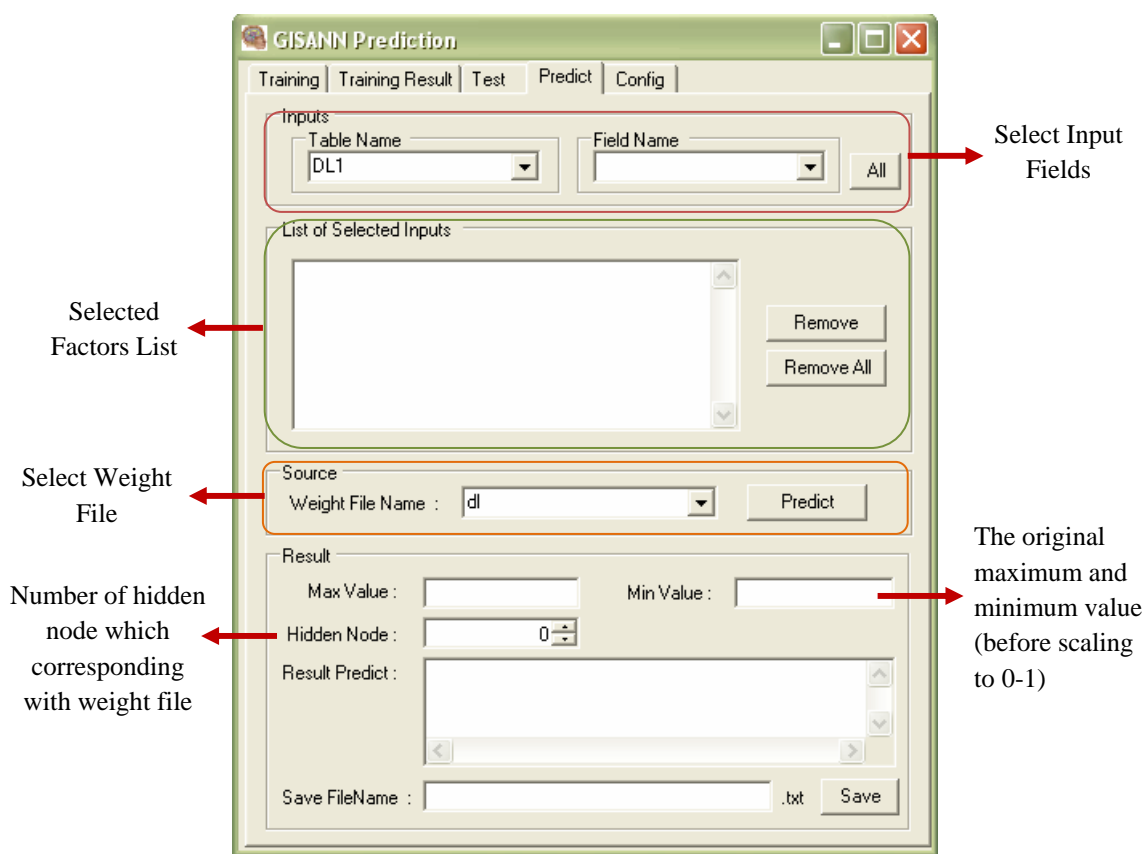 GISANN Prediction
Training Training Result Test Predict Config
Inputs
Table Name
Field Name
DL1
All
Select Input
Fields
List of Selected Inputs
Selected
Factors List
Remove
Remove All
Select Weight
File
Source
Weight File Name :
dl
Predict
Result
Max Value :
Min Value :
The original
maximum and
minimum value
(before scaling
to 0-1)
Number of hidden
node which
corresponding
with weight file
Hidden Node :
0
Result Predict :
Save FileName :
.txt
Save